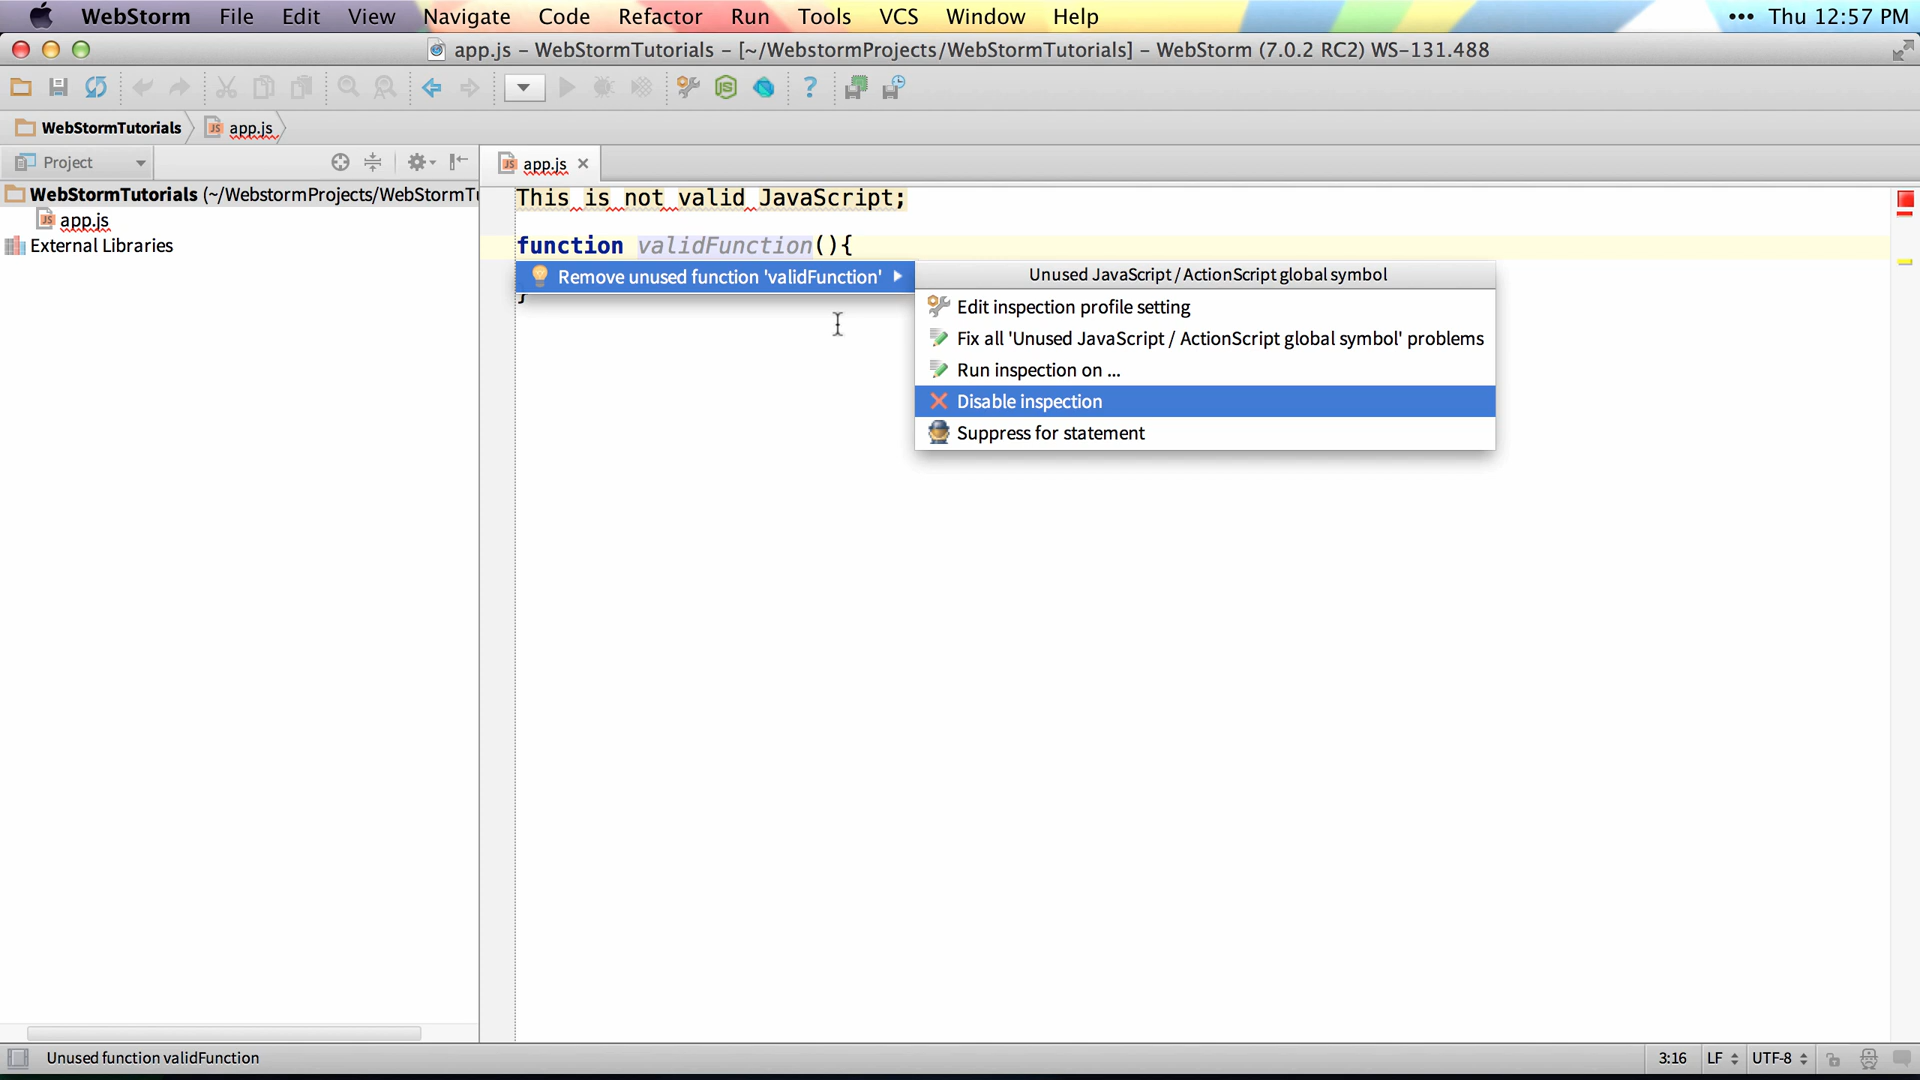 WebStorm File Edit View Navigate Code Refactor Run Tools VCS Window Help ••• Thu 12:57 PM
app.js – WebStormTutorials – [~/WebstormProjects/WebStormTutorials] – WebStorm (7.0.2 RC2) WS-131.488
WebStormTutorials app.js
Project
app.js
WebStormTutorials (~/WebstormProjects/WebStormTu
app.js
External Libraries
This is not valid JavaScript;
function validFunction(){
Remove unused function 'validFunction'
}
Unused JavaScript / ActionScript global symbol
Edit inspection profile setting
Fix all 'Unused JavaScript / ActionScript global symbol' problems
Run inspection on ...
Disable inspection
Suppress for statement
Unused function validFunction 3:16 LF UTF-8